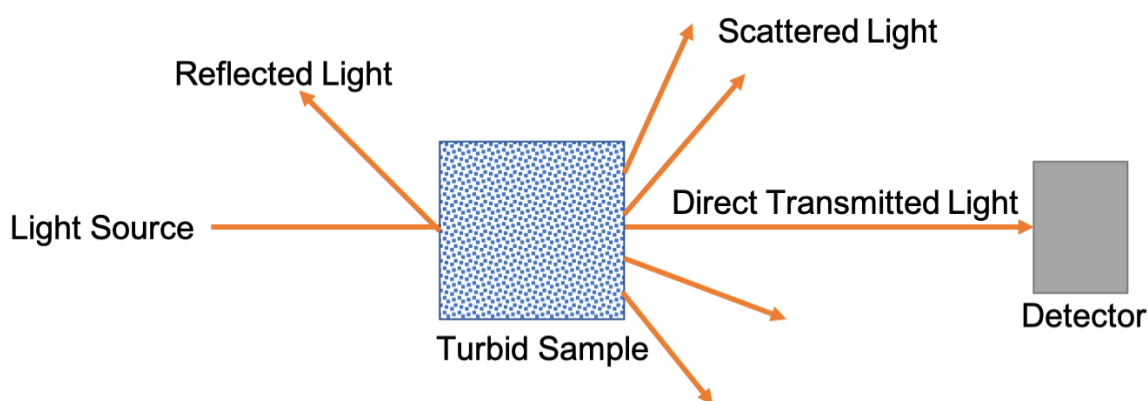 Scattered Light
Reflected Light
Direct Transmitted Light
Light Source
Detector
Turbid Sample